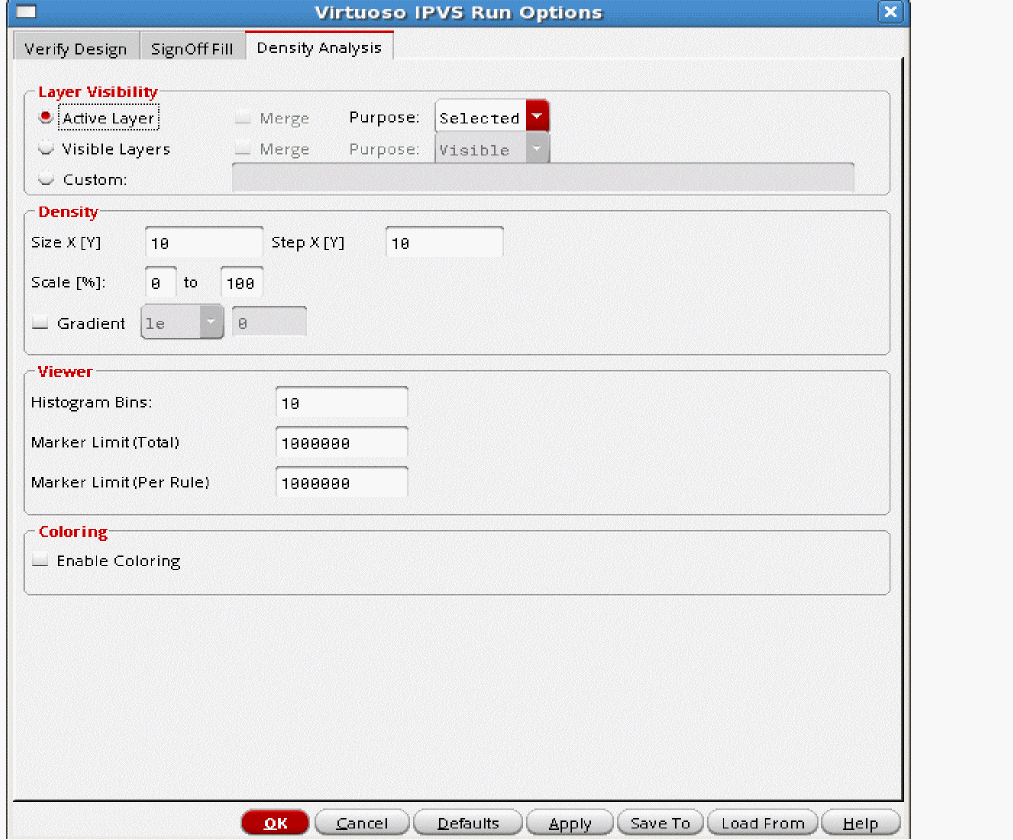 Virtuoso IPVS Run Options
Verify Design SignOff Fill Density Analysis
Layer Visibility
Active Layer Merge Purpose: Selected
Visible Layers Merge Purpose: Visible
Custom:
Density
Size X [Y] 10 Step X [Y] 10
Scale [%]: 0 to 100
Gradient le 0
Viewer
Histogram Bins: 10
Marker Limit(Total) 1000000
Marker Limit(Per Rule) 1000000
Coloring
Enable Coloring
OK Cancel Defaults Apply Save To Load From Help